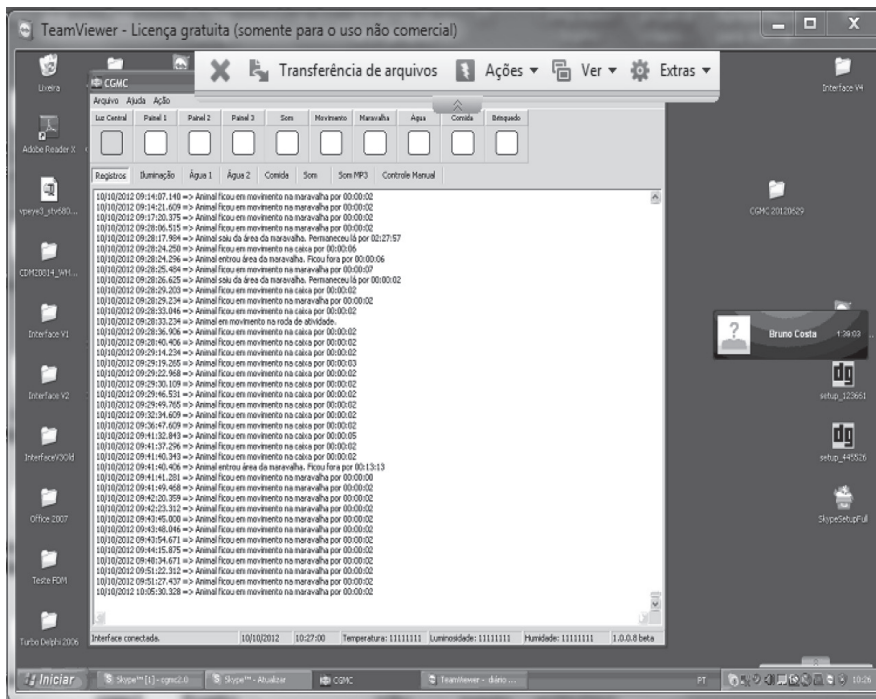 TeamViewer - Licença gratuita (somente para o uso não comercial)
Transferência de arquivos Ações Ver Extras
Lixeira
Adobe Reader X
vpeye3_stv680...
CDM20814_WH...
Interface V1
Interface V2
InterfaceV3Old
Office 2007
Teste FDM
Turbo Delphi 2006
CGMC
Arquivo Ajuda Ação
Luz Central Painel 1 Painel 2 Painel 3 Som Movimento Maravalha Água Comida Brinquedo
Registros Iluminação Água 1 Água 2 Comida Som Som MP3 Controle Manual
10/10/2012 09:14:07.140 => Animal ficou em movimento na maravalha por 00:00:02
10/10/2012 09:14:21.609 => Animal ficou em movimento na maravalha por 00:00:02
10/10/2012 09:17:20.375 => Animal ficou em movimento na maravalha por 00:00:02
10/10/2012 09:28:06.515 => Animal ficou em movimento na maravalha por 00:00:02
10/10/2012 09:28:17.984 => Animal saiu da área da maravalha. Permaneceu lá por 02:27:57
10/10/2012 09:28:24.250 => Animal ficou em movimento na caixa por 00:00:06
10/10/2012 09:28:24.296 => Animal entrou área da maravalha. Ficou fora por 00:00:06
10/10/2012 09:28:25.484 => Animal ficou em movimento na maravalha por 00:00:07
10/10/2012 09:28:26.625 => Animal saiu da área da maravalha. Permaneceu lá por 00:00:02
10/10/2012 09:28:29.203 => Animal ficou em movimento na caixa por 00:00:02
10/10/2012 09:28:29.234 => Animal ficou em movimento na maravalha por 00:00:02
10/10/2012 09:28:33.046 => Animal ficou em movimento na caixa por 00:00:02
10/10/2012 09:28:33.234 => Animal em movimento na roda de atividade.
10/10/2012 09:28:36.906 => Animal ficou em movimento na caixa por 00:00:02
10/10/2012 09:28:40.406 => Animal ficou em movimento na caixa por 00:00:02
10/10/2012 09:29:14.234 => Animal ficou em movimento na caixa por 00:00:02
10/10/2012 09:29:19.265 => Animal ficou em movimento na caixa por 00:00:03
10/10/2012 09:29:22.968 => Animal ficou em movimento na caixa por 00:00:02
10/10/2012 09:29:30.109 => Animal ficou em movimento na caixa por 00:00:02
10/10/2012 09:29:46.531 => Animal ficou em movimento na caixa por 00:00:02
10/10/2012 09:29:49.765 => Animal ficou em movimento na caixa por 00:00:02
10/10/2012 09:32:34.609 => Animal ficou em movimento na caixa por 00:00:02
10/10/2012 09:36:47.609 => Animal ficou em movimento na caixa por 00:00:02
10/10/2012 09:41:32.843 => Animal ficou em movimento na caixa por 00:00:05
10/10/2012 09:41:37.296 => Animal ficou em movimento na caixa por 00:00:02
10/10/2012 09:41:40.343 => Animal ficou em movimento na caixa por 00:00:02
10/10/2012 09:41:40.406 => Animal entrou área da maravalha. Ficou fora por 00:13:13
10/10/2012 09:41:41.281 => Animal ficou em movimento na maravalha por 00:00:00
10/10/2012 09:41:49.468 => Animal ficou em movimento na maravalha por 00:00:02
10/10/2012 09:42:20.359 => Animal ficou em movimento na maravalha por 00:00:02
10/10/2012 09:42:23.312 => Animal ficou em movimento na maravalha por 00:00:02
10/10/2012 09:43:45.000 => Animal ficou em movimento na maravalha por 00:00:02
10/10/2012 09:43:48.046 => Animal ficou em movimento na maravalha por 00:00:02
10/10/2012 09:43:54.671 => Animal ficou em movimento na maravalha por 00:00:02
10/10/2012 09:44:15.875 => Animal ficou em movimento na maravalha por 00:00:02
10/10/2012 09:48:34.671 => Animal ficou em movimento na maravalha por 00:00:02
10/10/2012 09:51:22.312 => Animal ficou em movimento na maravalha por 00:00:02
10/10/2012 09:51:27.437 => Animal ficou em movimento na maravalha por 00:00:02
10/10/2012 10:05:30.328 => Animal ficou em movimento na maravalha por 00:00:02
Interface conectada. 10/10/2012 10:27:00 Temperatura: 11111111 Luminosidade: 11111111 Humidade: 11111111 1.0.0.8 beta
Interface V4
CGMC 20120629
Bruno Costa 1:39:03
setup_123661
setup_445526
SkypeSetupFull
Iniciar Skype™ [1] - cgmc2.0 Skype™ - Atualizar CGMC TeamViewer - diário ... PT 10:26